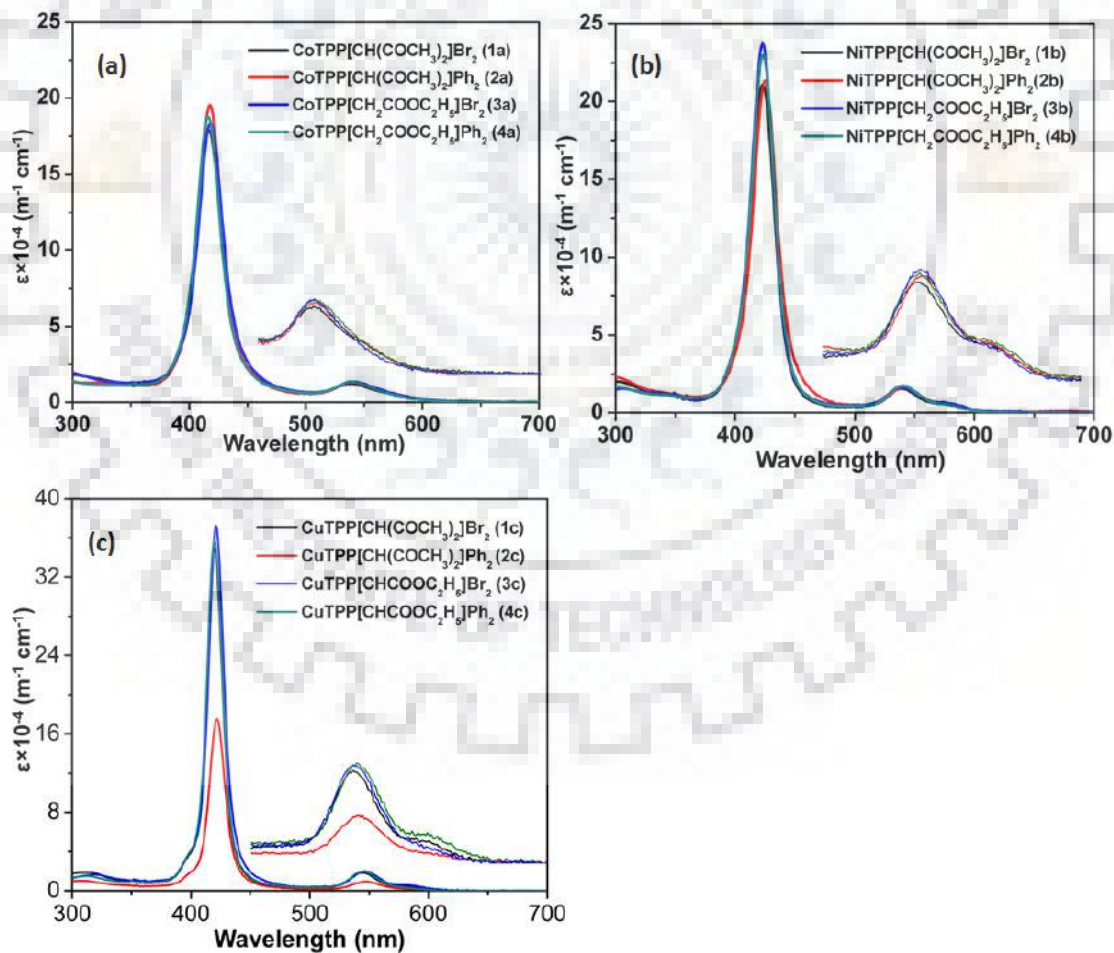 25
20
15
10
5
0
(a)
CoTPP[CH(COCH₃)₂]Br₂ (1a)
CoTPP[CH(COCH₃)₂]Ph₂ (2a)
CoTPP[CH₂COOC₂H₅]Br₂ (3a)
CoTPP[CH₂COOC₂H₅]Ph₂ (4a)
ε×10⁻⁴ (m⁻¹ cm⁻¹)
300 400 500 600 700
Wavelength (nm)
25
20
15
10
5
0
(b)
NiTPP[CH(COCH₃)₂]Br₂ (1b)
NiTPP[CH(COCH₃)₂]Ph₂(2b)
NiTPP[CH₂COOC₂H₅]Br₂ (3b)
NiTPP[CH₂COOC₂H₅]Ph₂ (4b)
ε×10⁻⁴ (m⁻¹ cm⁻¹)
300 400 500 600 700
Wavelength (nm)
40
32
24
16
8
0
(c)
CuTPP[CH(COCH₃)₂]Br₂ (1c)
CuTPP[CH(COCH₃)₂]Ph₂ (2c)
CuTPP[CHCOOC₂H₅]Br₂ (3c)
CuTPP[CHCOOC₂H₅]Ph₂ (4c)
ε×10⁻⁴ (m⁻¹ cm⁻¹)
300 400 500 600 700
Wavelength (nm)
TECHNOLOGY